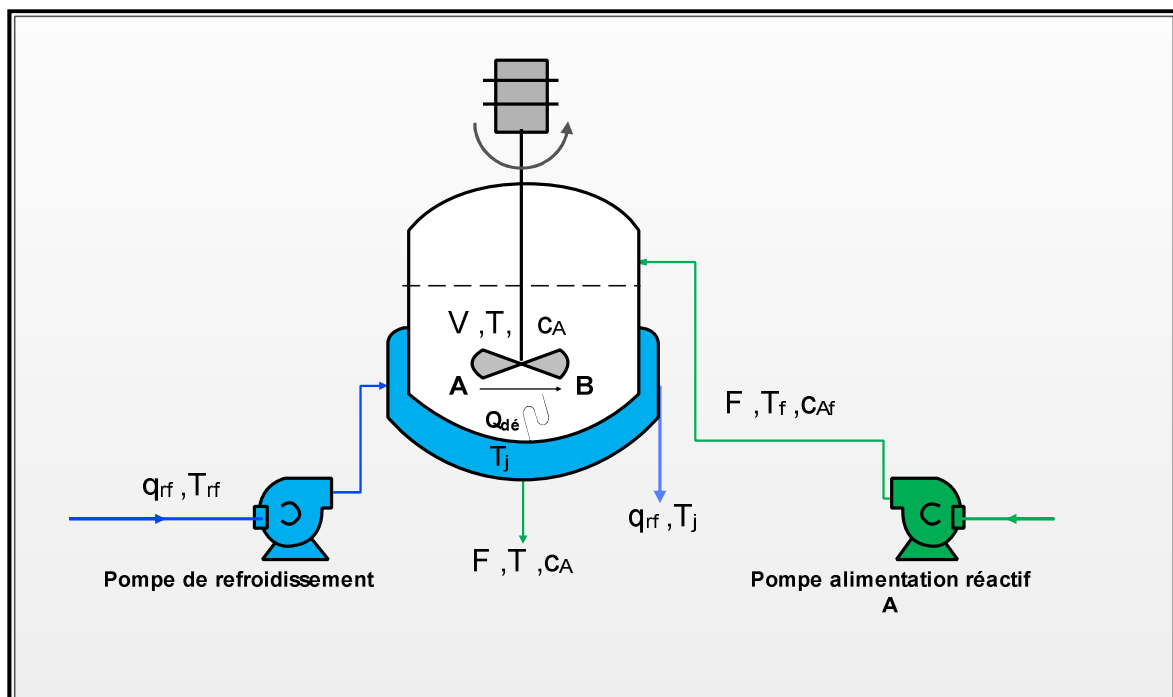 V ,T, cA
A B
Qdé
Tj
F ,Tf ,cAf
qrf ,Trf
qrf ,Tj
F ,T ,cA
Pompe de refroidissement
Pompe alimentation réactif
A